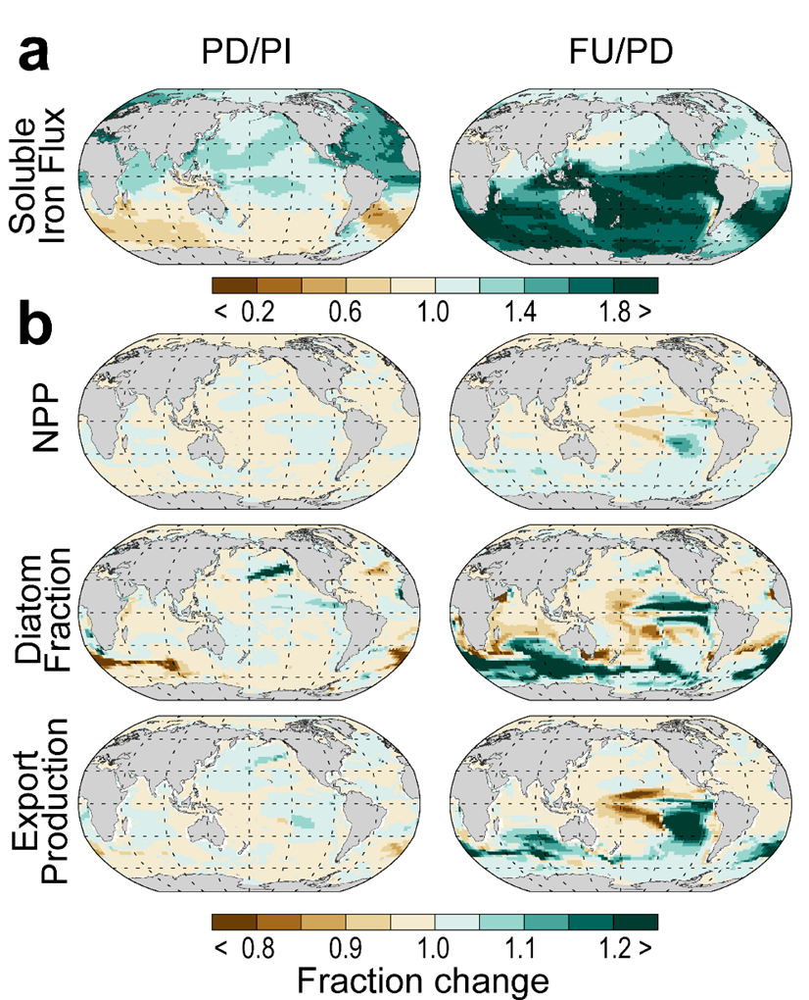 a
PD/PI
FU/PD
Soluble
Iron Flux
< 0.2 0.6 1.0 1.4 1.8 >
b
NPP
Diatom
Fraction
Export
Production
< 0.8 0.9 1.0 1.1 1.2 >
Fraction change